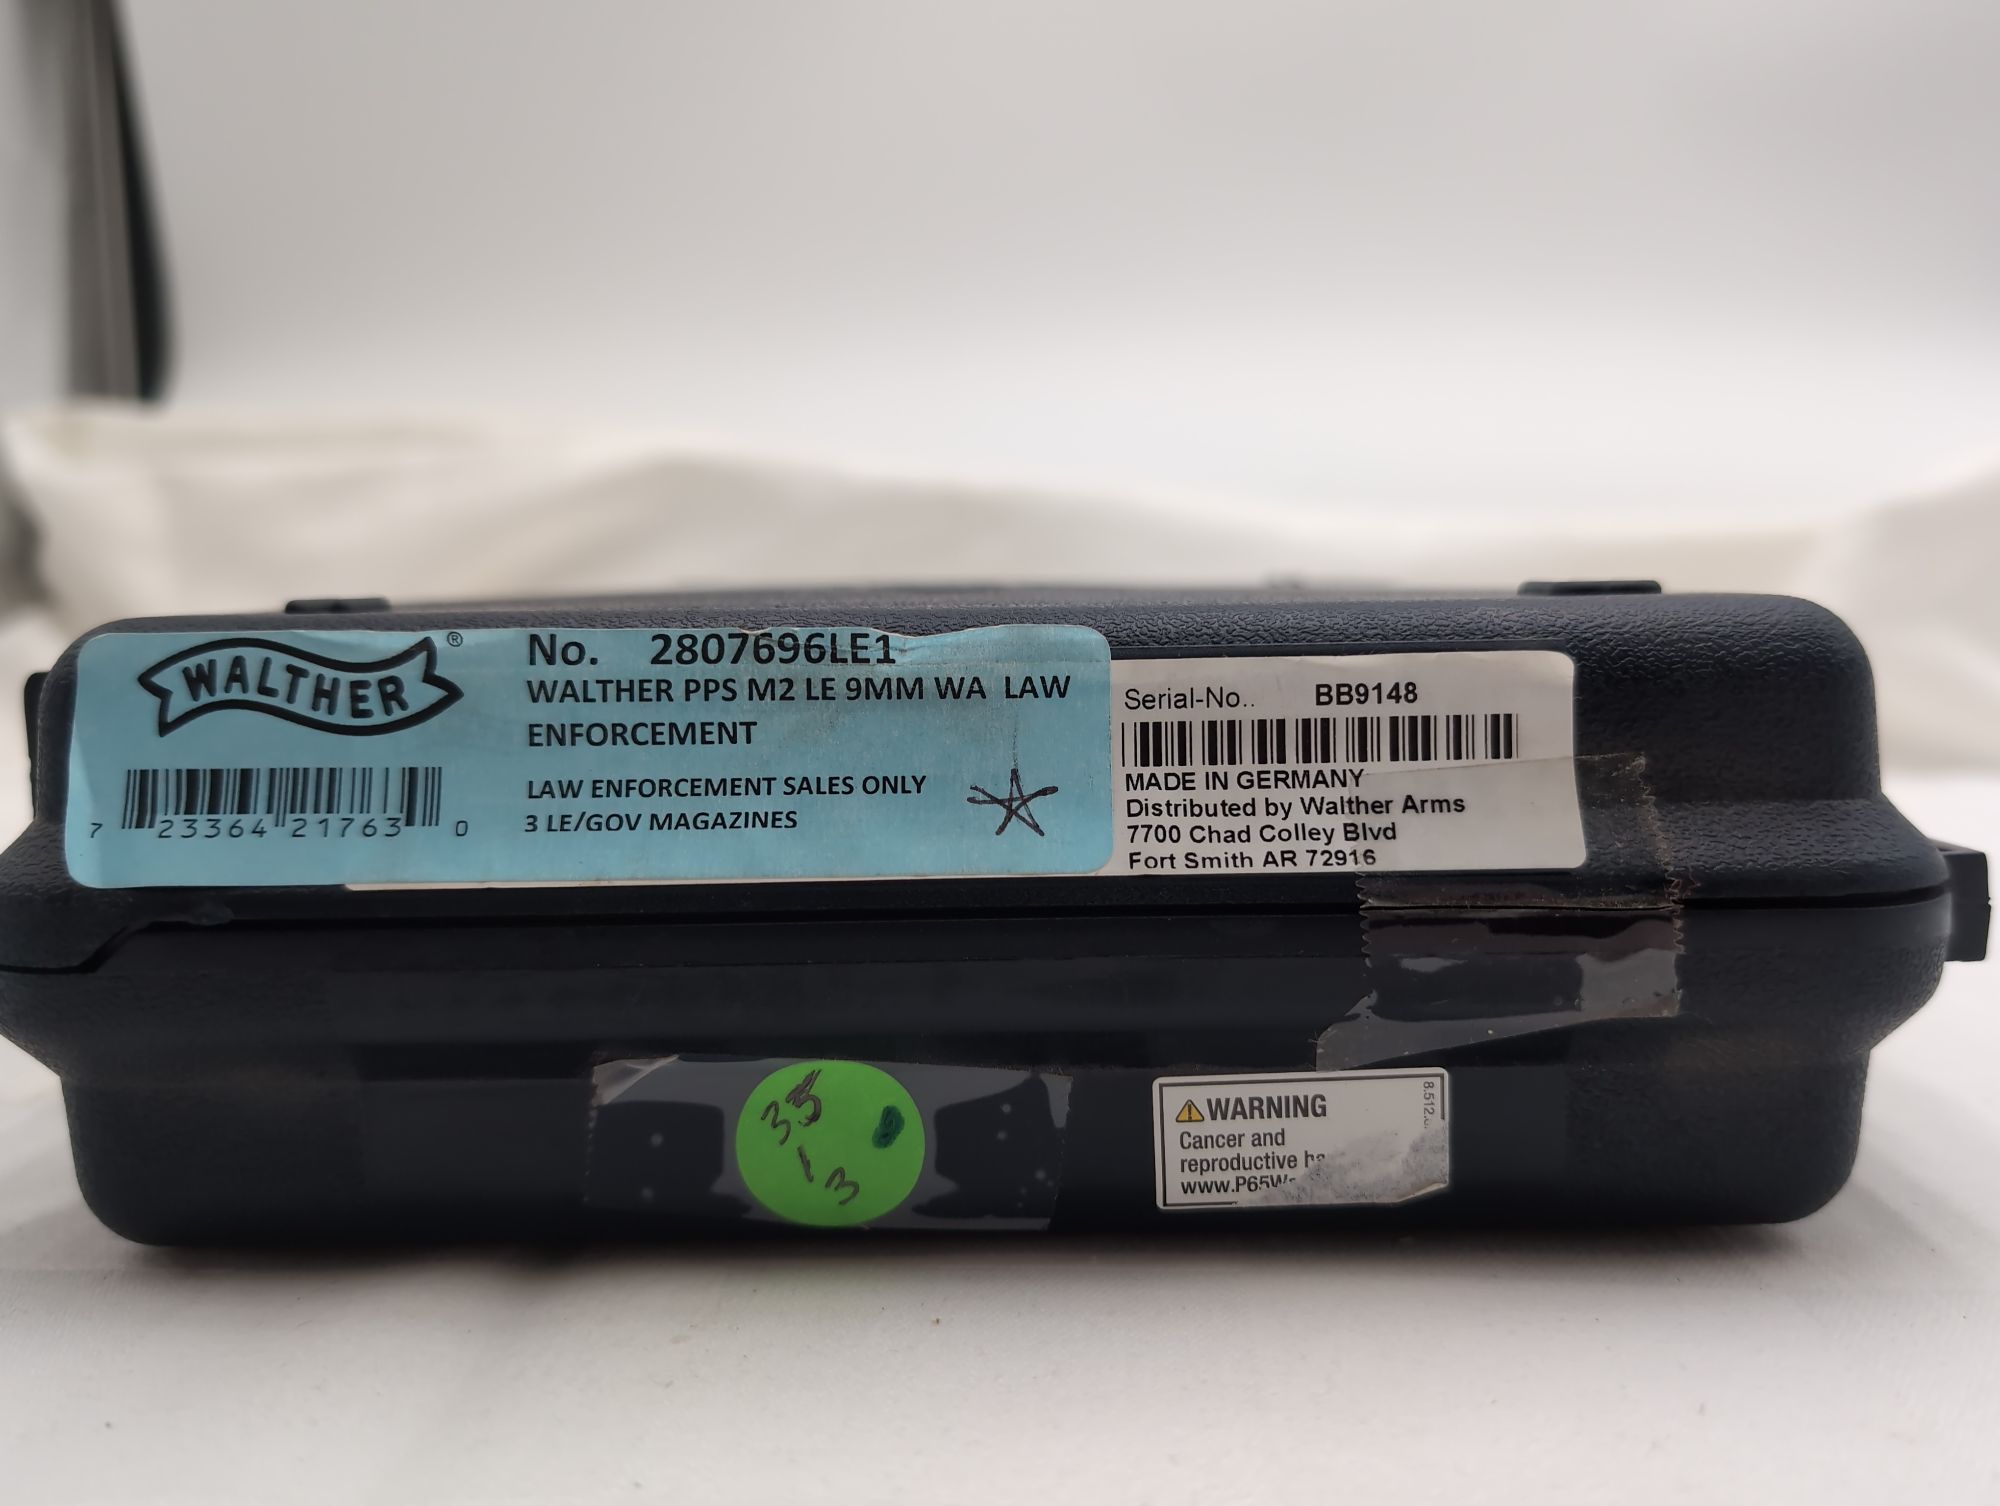 WALTHER®
No. 2807696LE1
WALTHER PPS M2 LE 9MM WA LAW
ENFORCEMENT
LAW ENFORCEMENT SALES ONLY
3 LE/GOV MAGAZINES
7 23364 21763 0
Serial-No.. BB9148
MADE IN GERMANY
Distributed by Walther Arms
7700 Chad Colley Blvd
Fort Smith AR 72916
35
1
3
WARNING
Cancer and
reproductive
8.512.